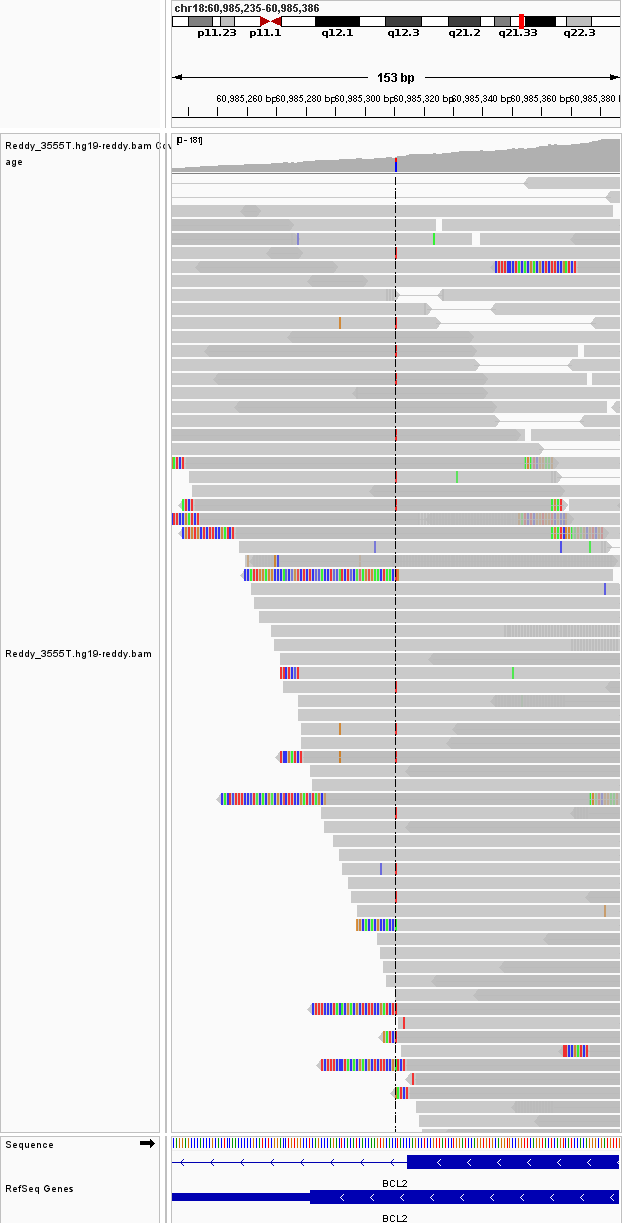 chr18:60,985,235-60,985,386
p11.23 p11.1 q12.1 q12.3 q21.2 q21.33 q22.3
153 bp
60,985,260 bp 60,985,280 bp 60,985,300 bp 60,985,320 bp 60,985,340 bp 60,985,360 bp 60,985,380 
[0 - 181]
Reddy_3555T.hg19-reddy.bam Cov
age
Reddy_3555T.hg19-reddy.bam
Sequence
BCL2
RefSeq Genes
BCL2